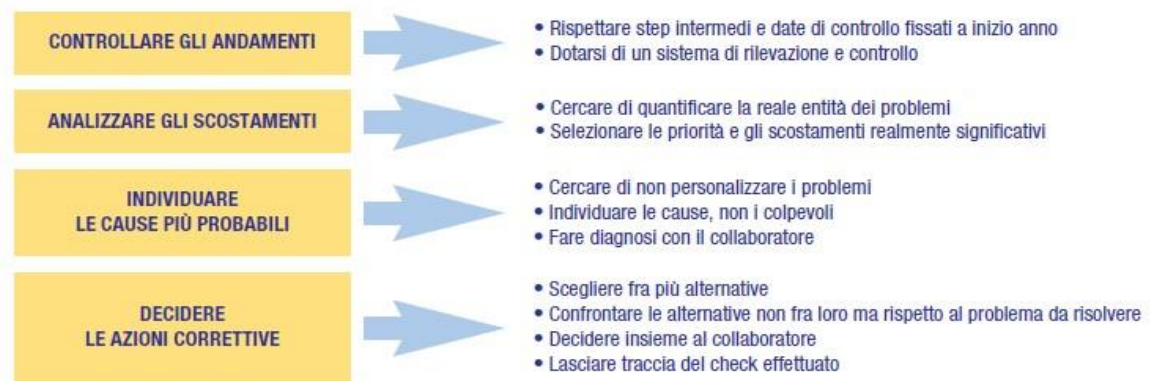 CONTROLLARE GLI ANDAMENTI
• Rispettare step intermedi e date di controllo fissati a inizio anno
• Dotarsi di un sistema di rilevazione e controllo
ANALIZZARE GLI SCOSTAMENTI
• Cercare di quantificare la reale entità dei problemi
• Selezionare le priorità e gli scostamenti realmente significativi
INDIVIDUARE
LE CAUSE PIÙ PROBABILI
• Cercare di non personalizzare i problemi
• Individuare le cause, non i colpevoli
• Fare diagnosi con il collaboratore
DECIDERE
LE AZIONI CORRETTIVE
• Scegliere fra più alternative
• Confrontare le alternative non fra loro ma rispetto al problema da risolvere
• Decidere insieme al collaboratore
• Lasciare traccia del check effettuato